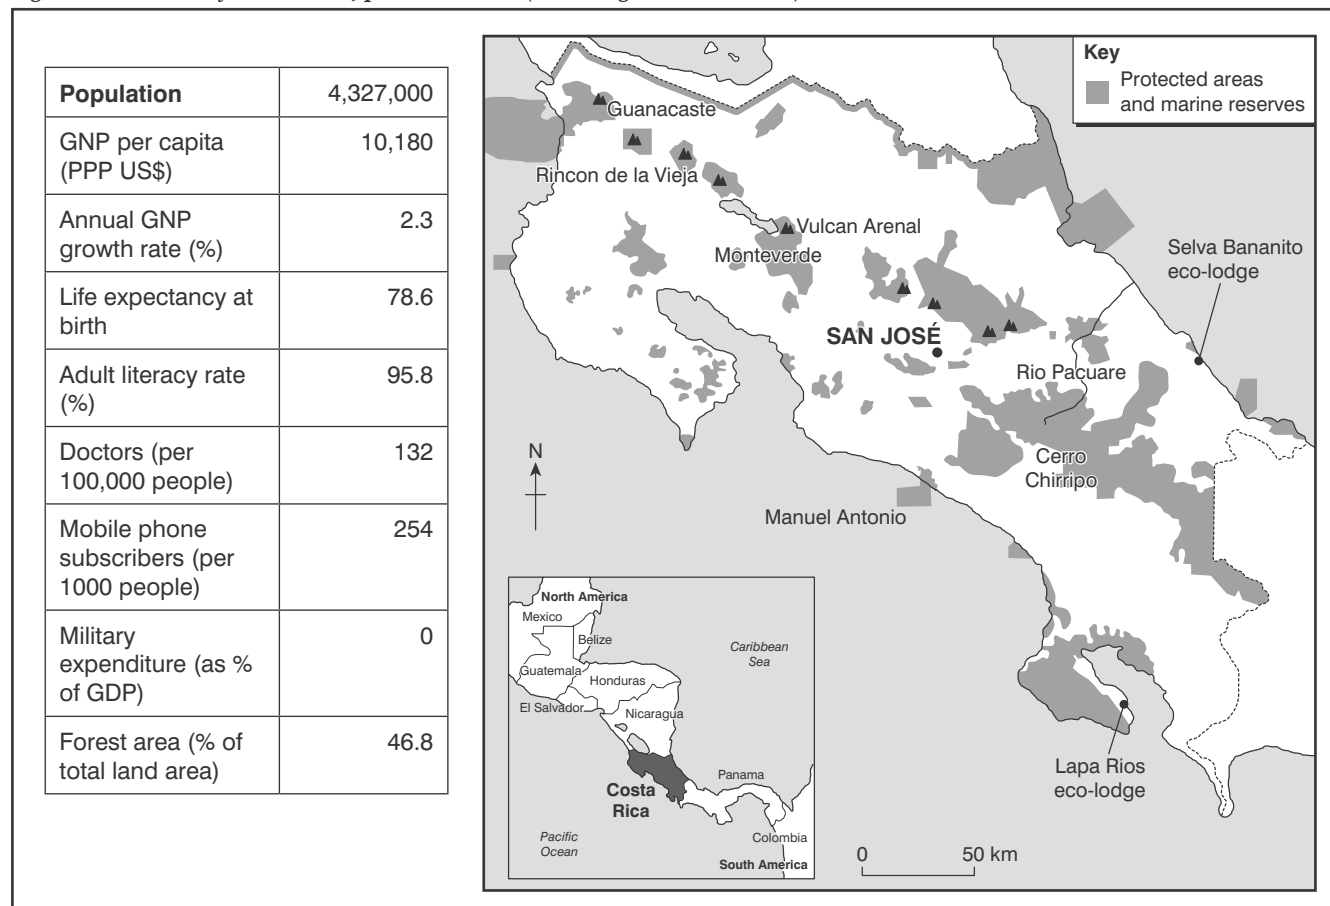 Population 4,327,000
GNP per capita 10,180
(PPP US$)
Annual GNP 2.3
growth rate (%)
Life expectancy at 78.6
birth
Adult literacy rate 95.8
(%)
Doctors (per 132
100,000 people)
Mobile phone 254
subscribers (per
1000 people)
Military 0
expenditure (as %
of GDP)
Forest area (% of 46.8
total land area)
Key
Protected areas
and marine reserves
Guanacaste
Rincon de la Vieja
Vulcan Arenal
Monteverde
Selva Bananito
eco-lodge
SAN JOSÉ
Rio Pacuare
Cerro
Chirripo
N
Manuel Antonio
Lapa Rios
eco-lodge
0 50 km
North America
Mexico
Belize
Guatemala
Honduras
El Salvador
Nicaragua
Caribbean
Sea
Panama
Costa
Rica
Colombia
Pacific
Ocean
South America